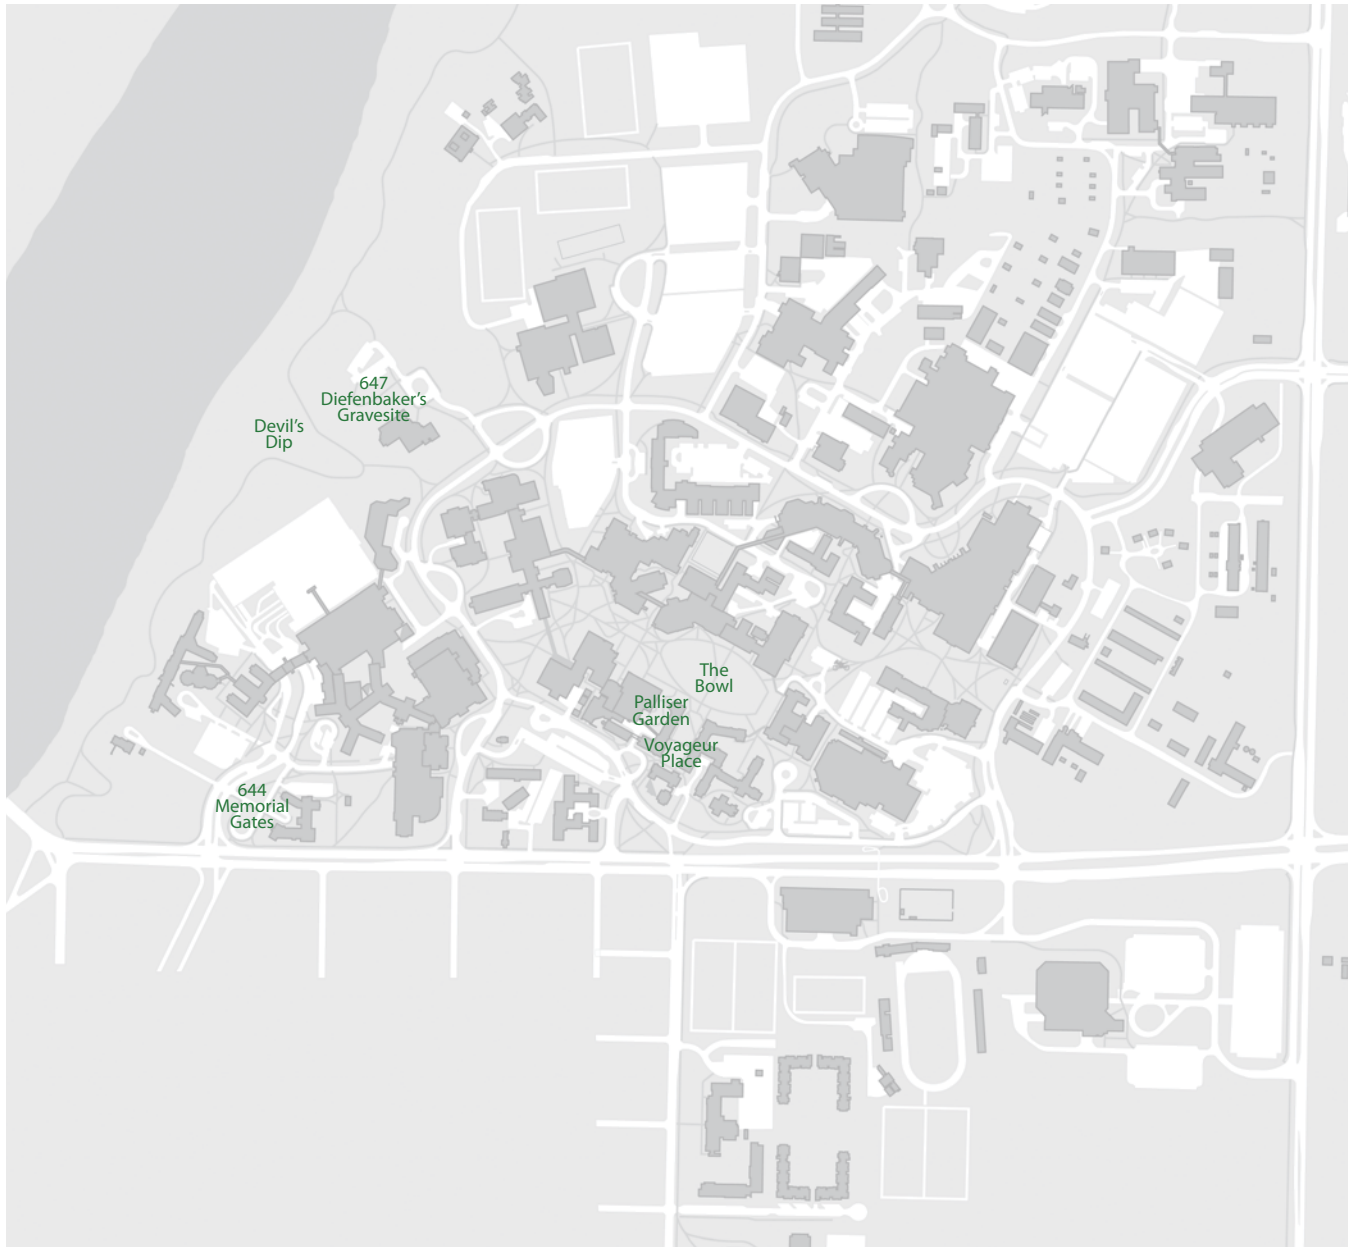 647
Diefenbaker's
Gravesite
Devil's
Dip
The
Bowl
Palliser
Garden
Voyageur
Place
644
Memorial
Gates